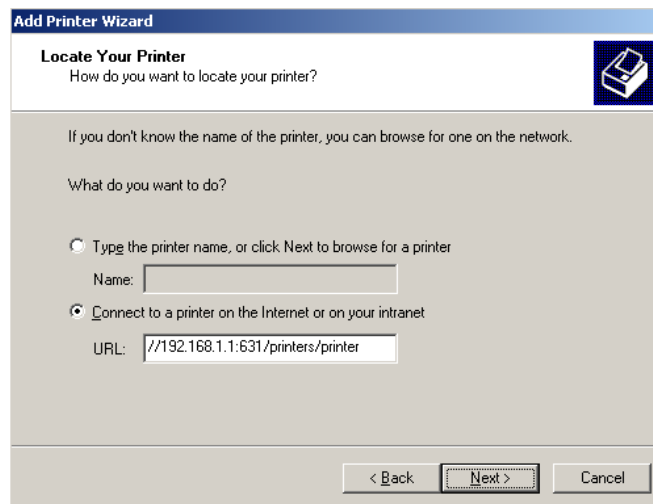 Add Printer Wizard
Locate Your Printer
How do you want to locate your printer?
If you don't know the name of the printer, you can browse for one on the network.
What do you want to do?
Type the printer name, or click Next to browse for a printer
Name:
Connect to a printer on the Internet or on your intranet
URL: //192.168.1.1:631/printers/printer
< Back Next > Cancel